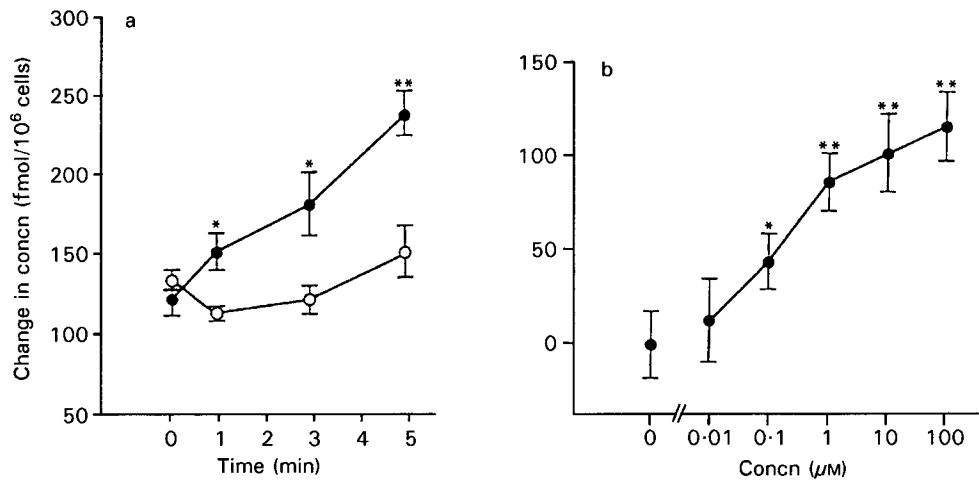 a
Change in concn (fmol/10⁶ cells)
300
250
200
150
100
50
0 1 2 3 4 5
Time (min)
* * **
b
150
100
50
0
0 0·01 0·1 1 10 100
Concn (μM)
* ** ** **